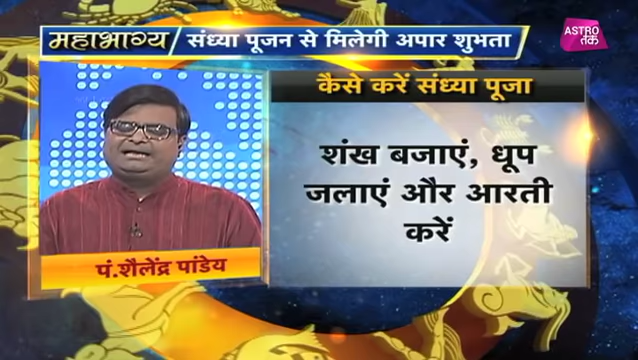 महाभाग्य संध्या पूजन से मिलेगी अपार शुभता
ASTRO
तक
कैसे करें संध्या पूजा
शंख बजाएं, धूप
जलाएं और आरती
करें
पं.शैलेंद्र पांडेय